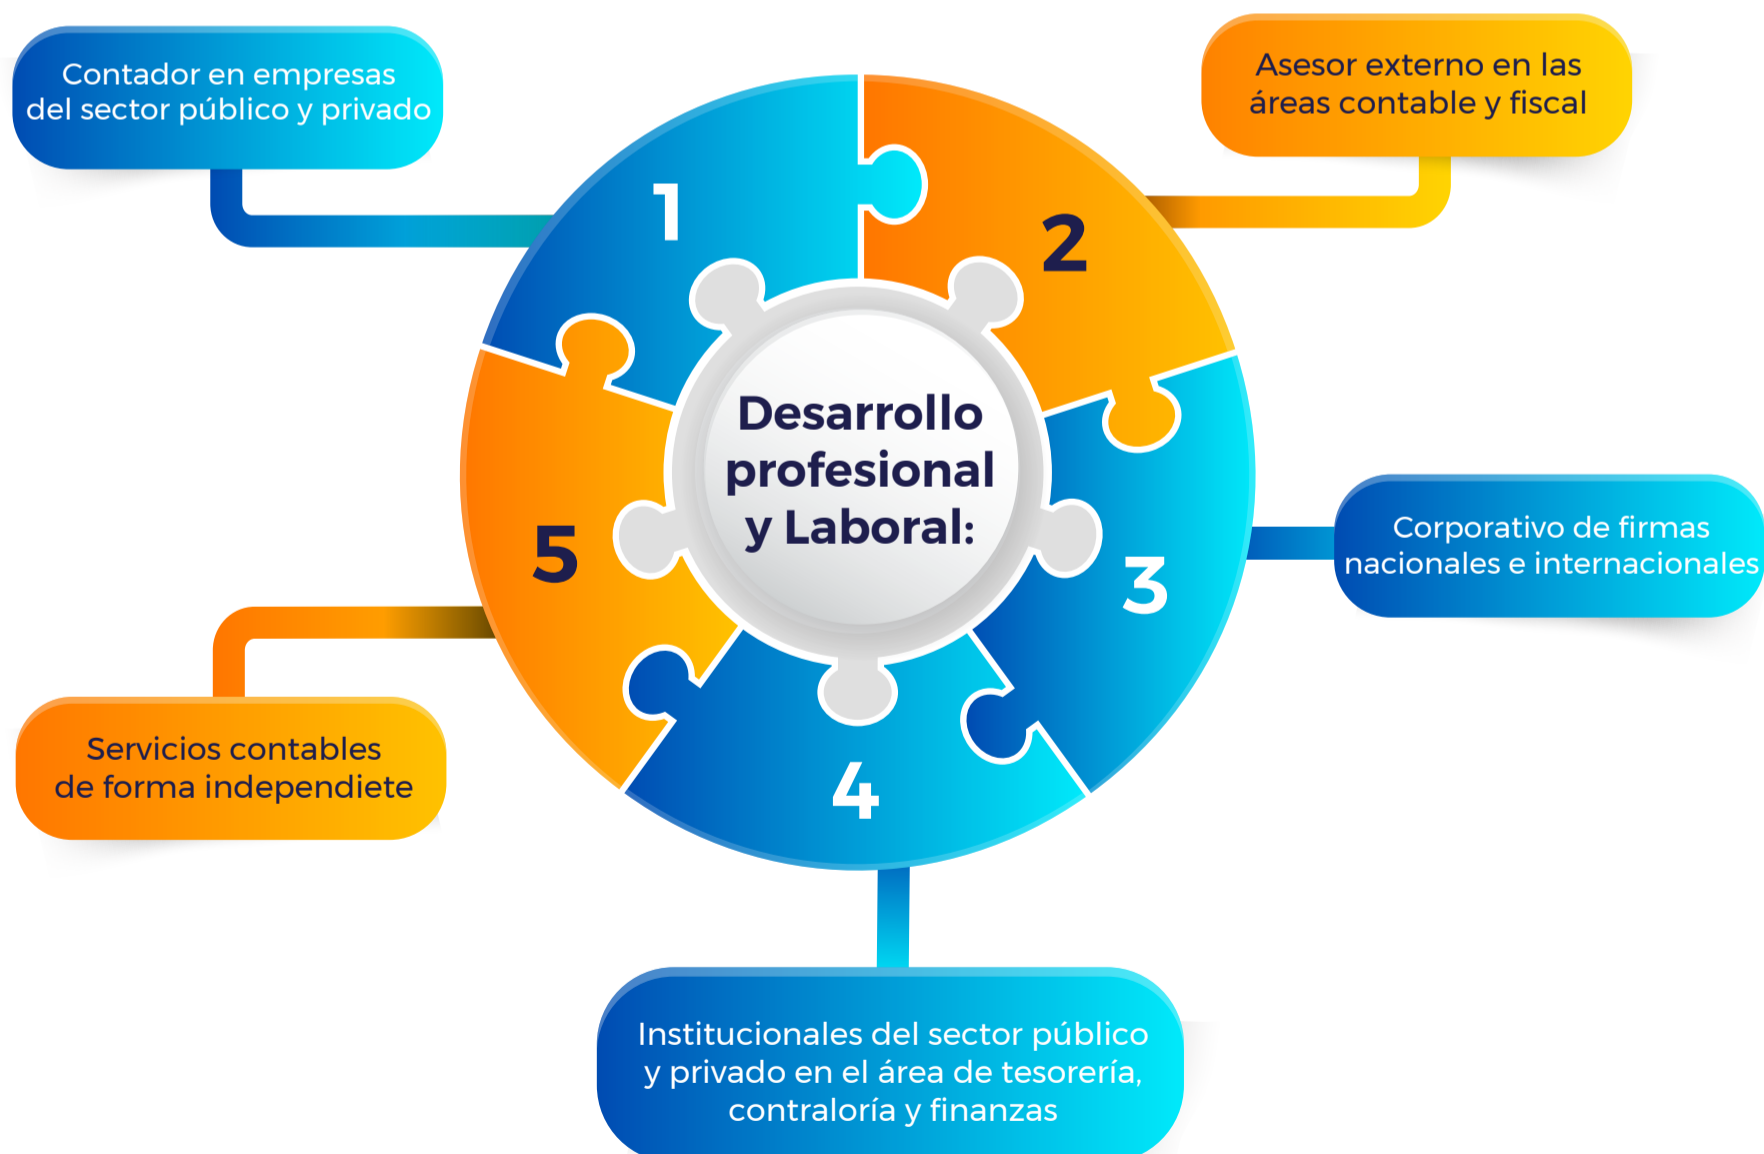 Desarrollo
profesional
y Laboral:
1
Contador en empresas
del sector público y privado
2
Asesor externo en las
áreas contable y fiscal
3
Corporativo de firmas
nacionales e internacionales
4
Institucionales del sector público
y privado en el área de tesorería,
contraloría y finanzas
5
Servicios contables
de forma independiete